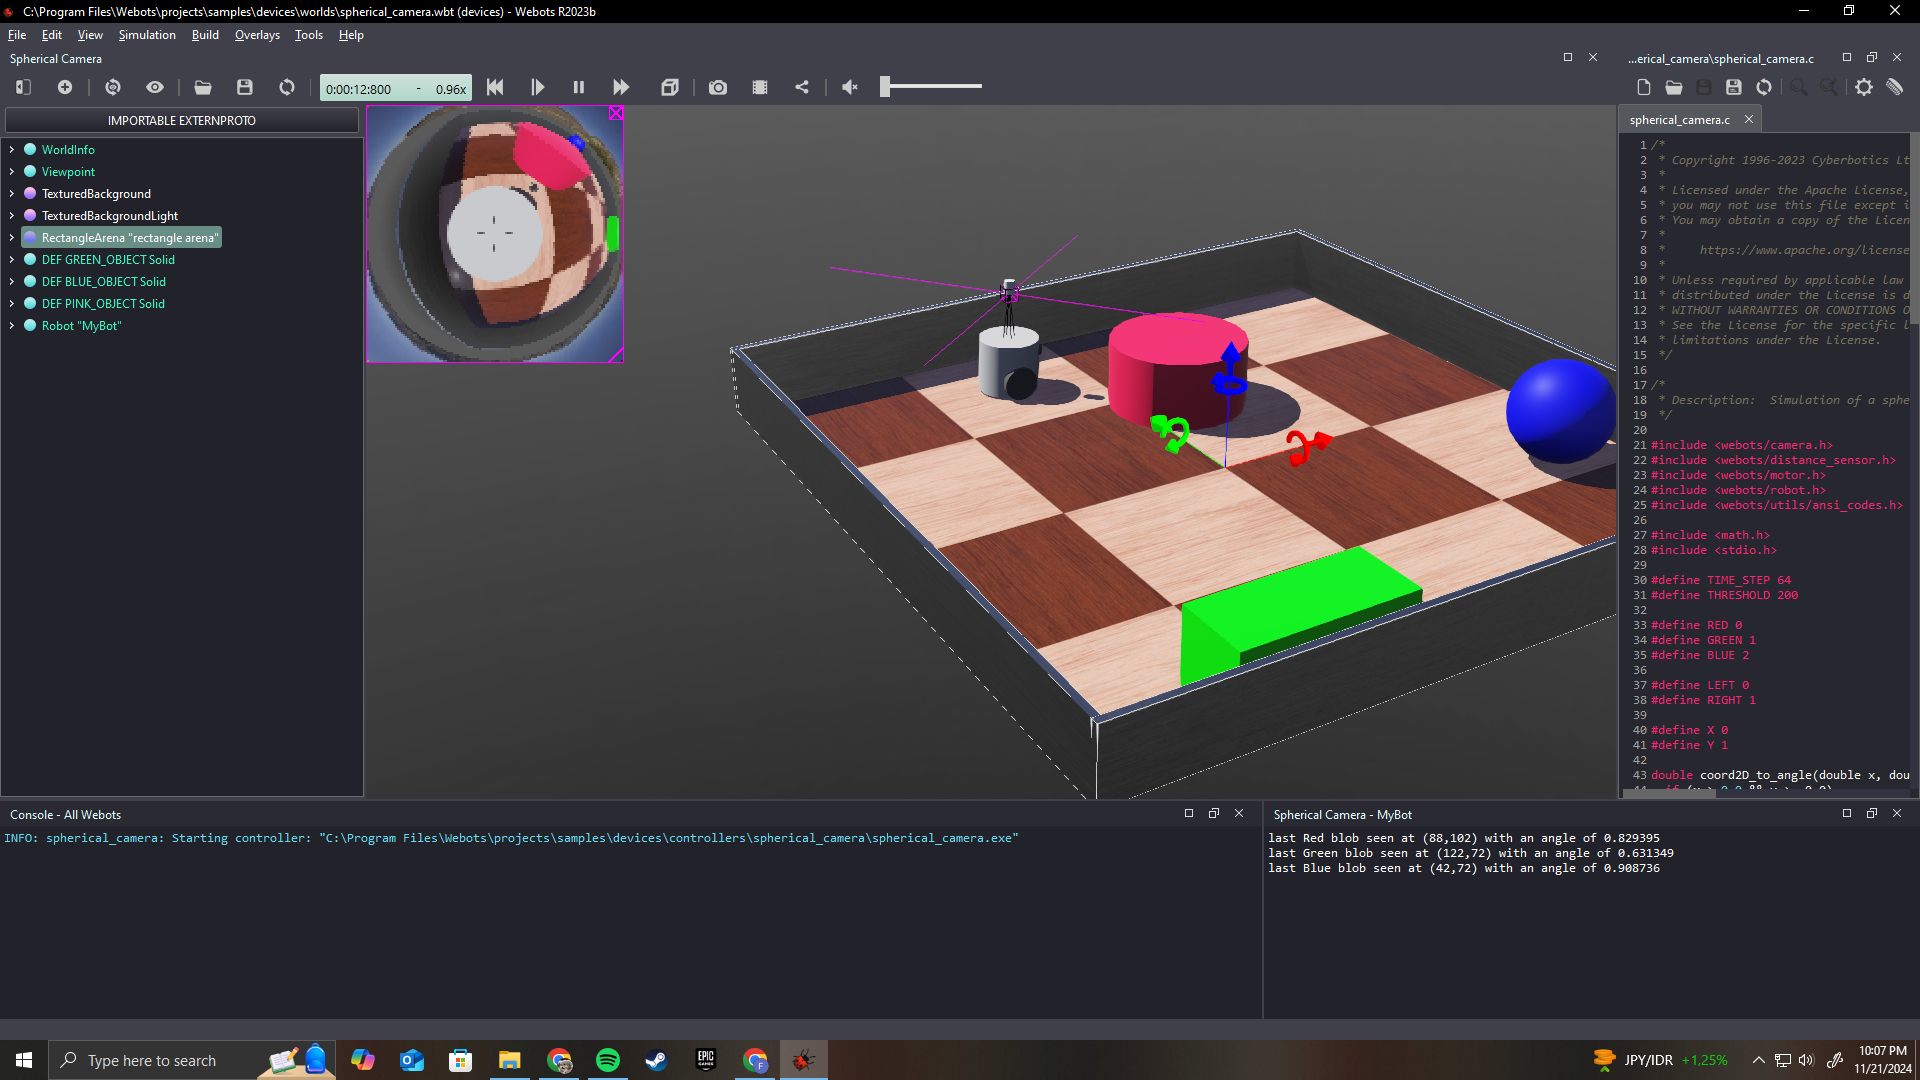 C:\Program Files\Webots\projects\samples\devices\worlds\spherical_camera.wbt (devices) - Webots R2023b
File Edit View Simulation Build Overlays Tools Help
Spherical Camera
0:00:12:800 - 0.96x
IMPORTABLE EXTERNPROTO
WorldInfo
Viewpoint
TexturedBackground
TexturedBackgroundLight
RectangleArena "rectangle arena"
DEF GREEN_OBJECT Solid
DEF BLUE_OBJECT Solid
DEF PINK_OBJECT Solid
Robot "MyBot"
...erical_camera\spherical_camera.c
spherical_camera.c
1 /*
2 * Copyright 1996-2023 Cyberbotics Lt
3 *
4 * Licensed under the Apache License,
5 * you may not use this file except i
6 * You may obtain a copy of the Licen
7 *
8 * https://www.apache.org/license
9 *
10 * Unless required by applicable law
11 * distributed under the License is d
12 * WITHOUT WARRANTIES OR CONDITIONS O
13 * See the License for the specific l
14 * limitations under the License.
15 */
16
17 /*
18 * Description: Simulation of a sphe
19 */
20
21 #include <webots/camera.h>
22 #include <webots/distance_sensor.h>
23 #include <webots/motor.h>
24 #include <webots/robot.h>
25 #include <webots/utils/ansi_codes.h>
26
27 #include <math.h>
28 #include <stdio.h>
29
30 #define TIME_STEP 64
31 #define THRESHOLD 200
32
33 #define RED 0
34 #define GREEN 1
35 #define BLUE 2
36
37 #define LEFT 0
38 #define RIGHT 1
39
40 #define X 0
41 #define Y 1
42
43 double coord2D_to_angle(double x, dou
Console - All Webots
INFO: spherical_camera: Starting controller: "C:\Program Files\Webots\projects\samples\devices\controllers\spherical_camera\spherical_camera.exe"
Spherical Camera - MyBot
last Red blob seen at (88,102) with an angle of 0.829395
last Green blob seen at (122,72) with an angle of 0.631349
last Blue blob seen at (42,72) with an angle of 0.908736
Type here to search
EPIC GAMES
F
JPY/IDR +1,25%
10:07 PM
11/21/2024